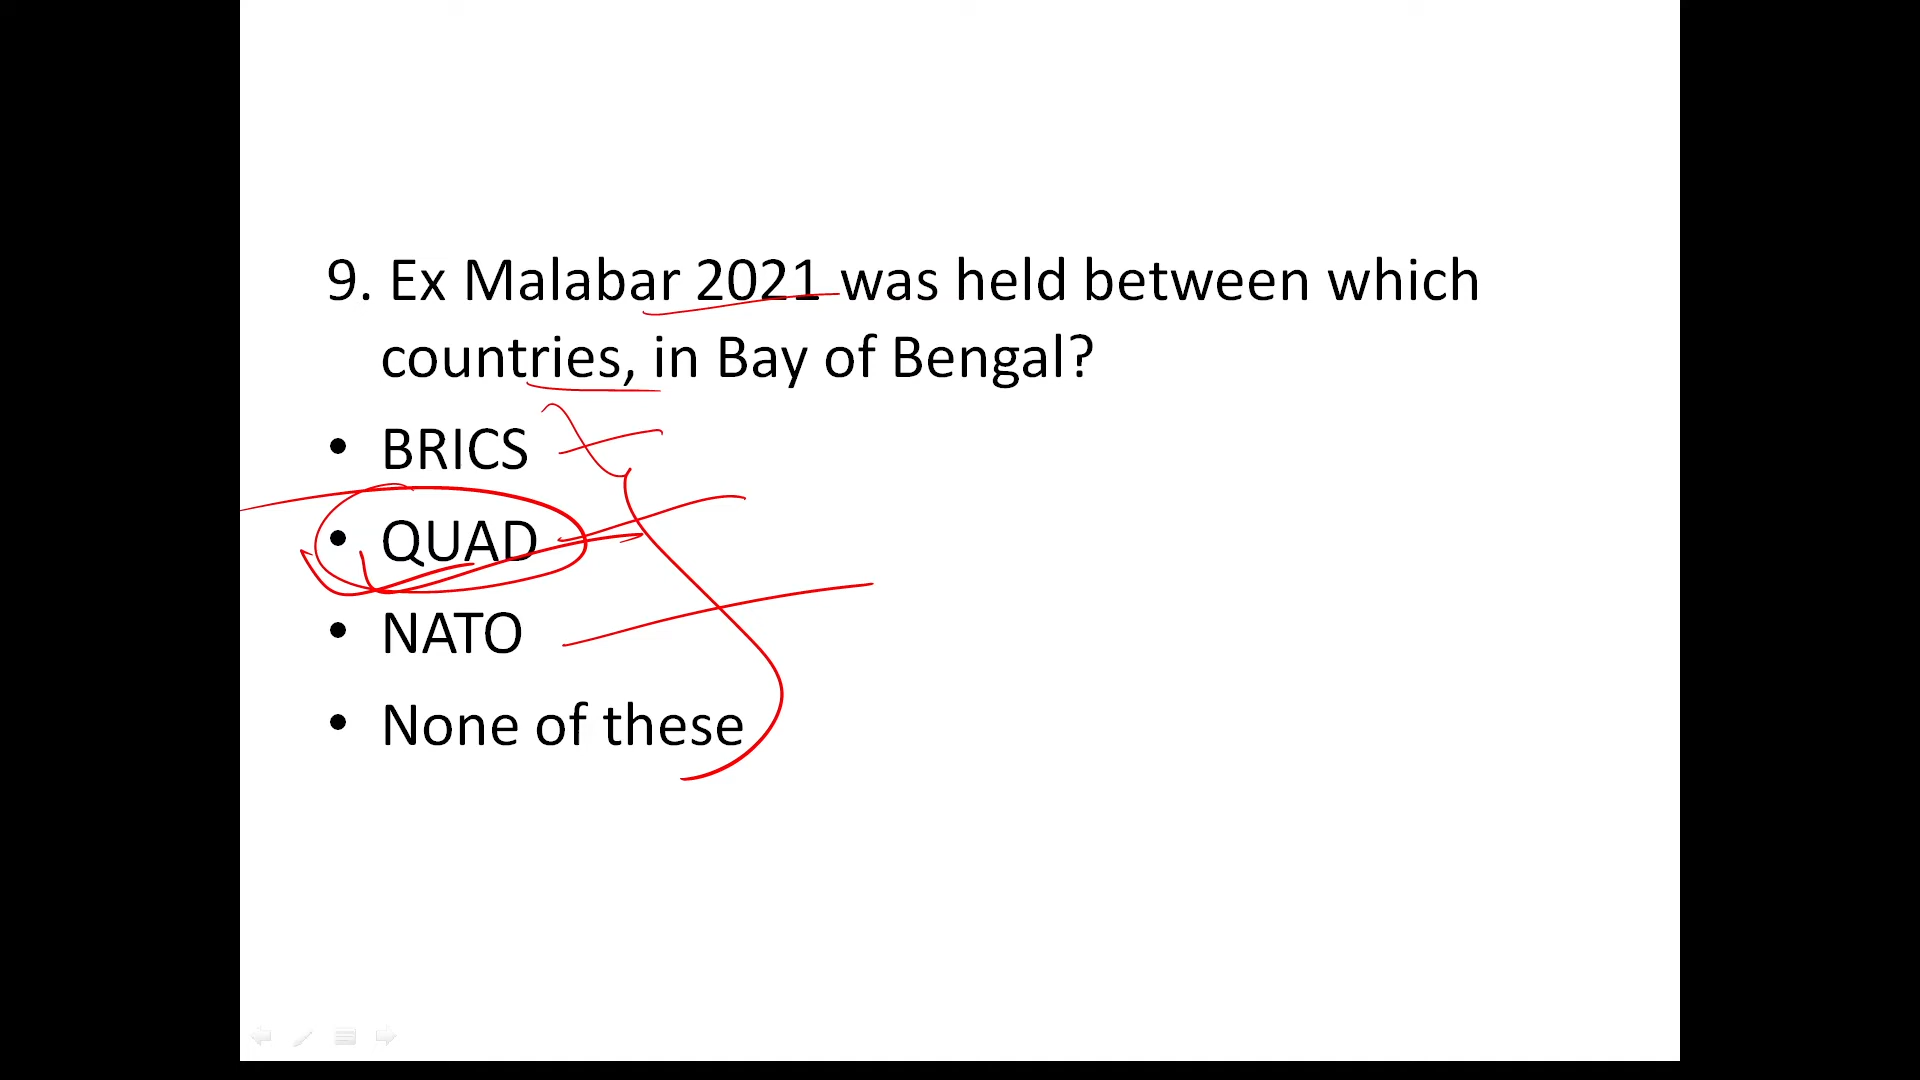 9. Ex Malabar 2021 was held between which
countries, in Bay of Bengal?
• BRICS
• QUAD
• NATO
• None of these